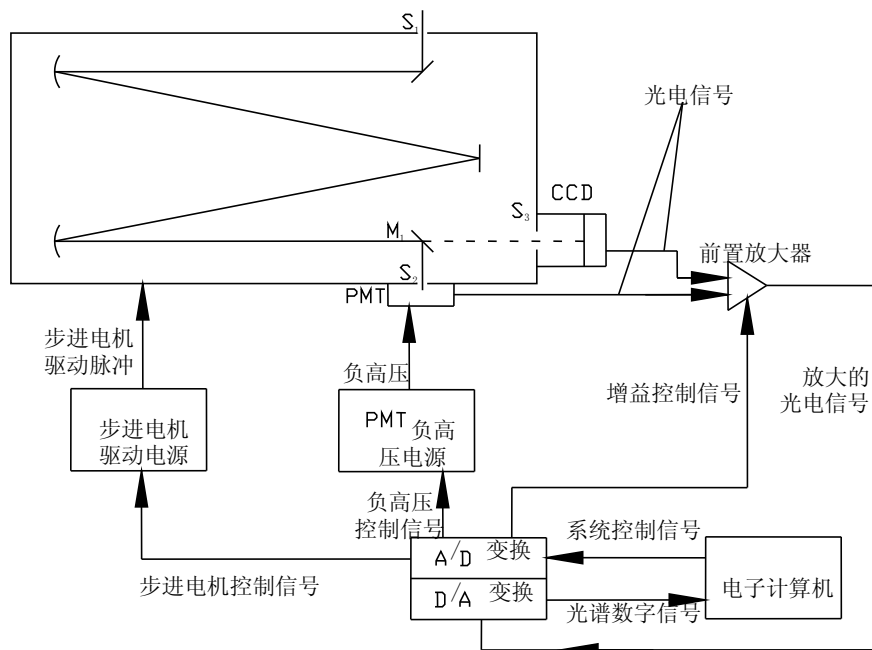 S₁
光电信号
CCD
S₃
M₁
前置放大器
S₂
PMT
步进电机
驱动脉冲
负高压
增益控制信号
放大的
光电信号
步进电机
驱动电源
PMT 负高
压电源
负高压
控制信号
系统控制信号
A/D 变换
步进电机控制信号
D/A 变换
电子计算机
光谱数字信号